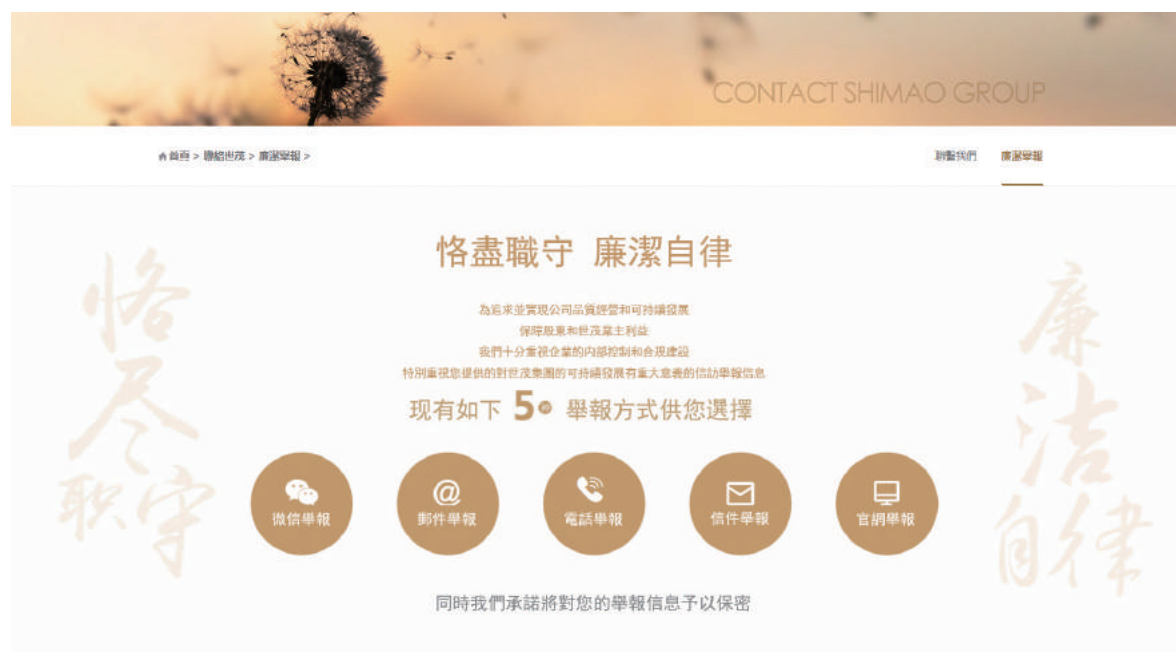 CONTACT SHIMAO GROUP
首頁 > 聯絡世茂 > 廉潔舉報 >
聯繫我們 廉潔舉報
恪盡職守 廉潔自律
為追求並實現公司品質經營和可持續發展
保障股東和世茂業主利益
我們十分重視企業的內部控制和合規建設
特別重視您提供的對世茂集團的可持續發展有重大意義的信訪舉報信息
现有如下 5 舉報方式供您選擇
微信舉報
郵件舉報
電話舉報
信件舉報
官網舉報
同時我們承諾將對您的舉報信息予以保密
恪尽职守
廉洁自律